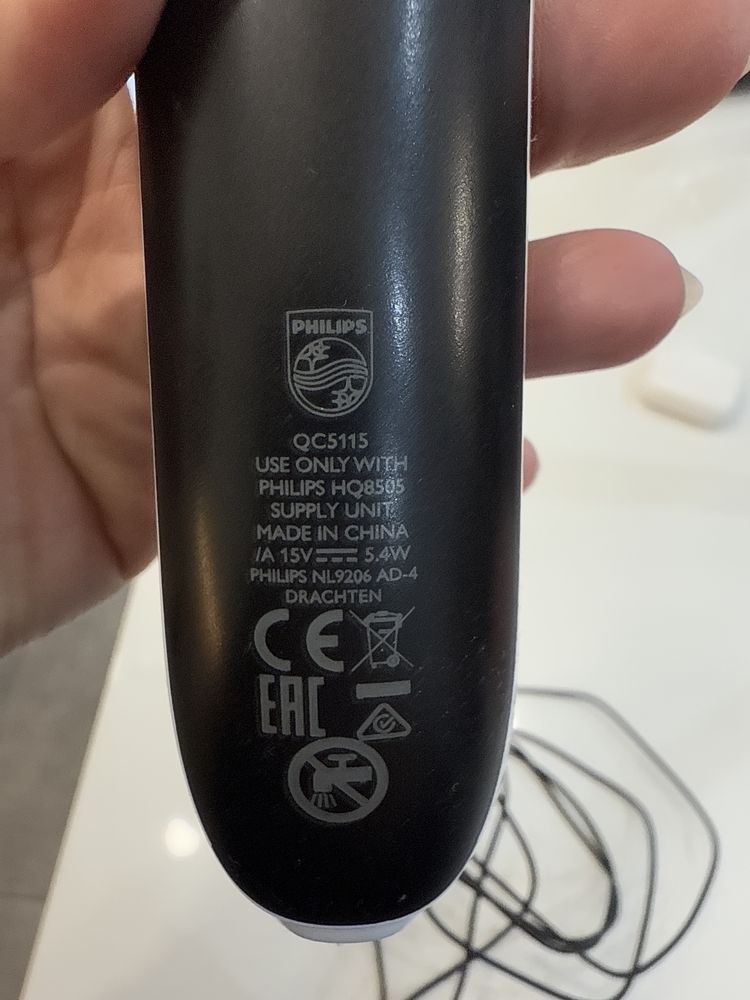 PHILIPS
QC5115
USE ONLY WITH
PHILIPS HQ8505
SUPPLY UNIT
MADE IN CHINA
/A 15V 5.4W
PHILIPS NL9206 AD-4
DRACHTEN
CE
EAC